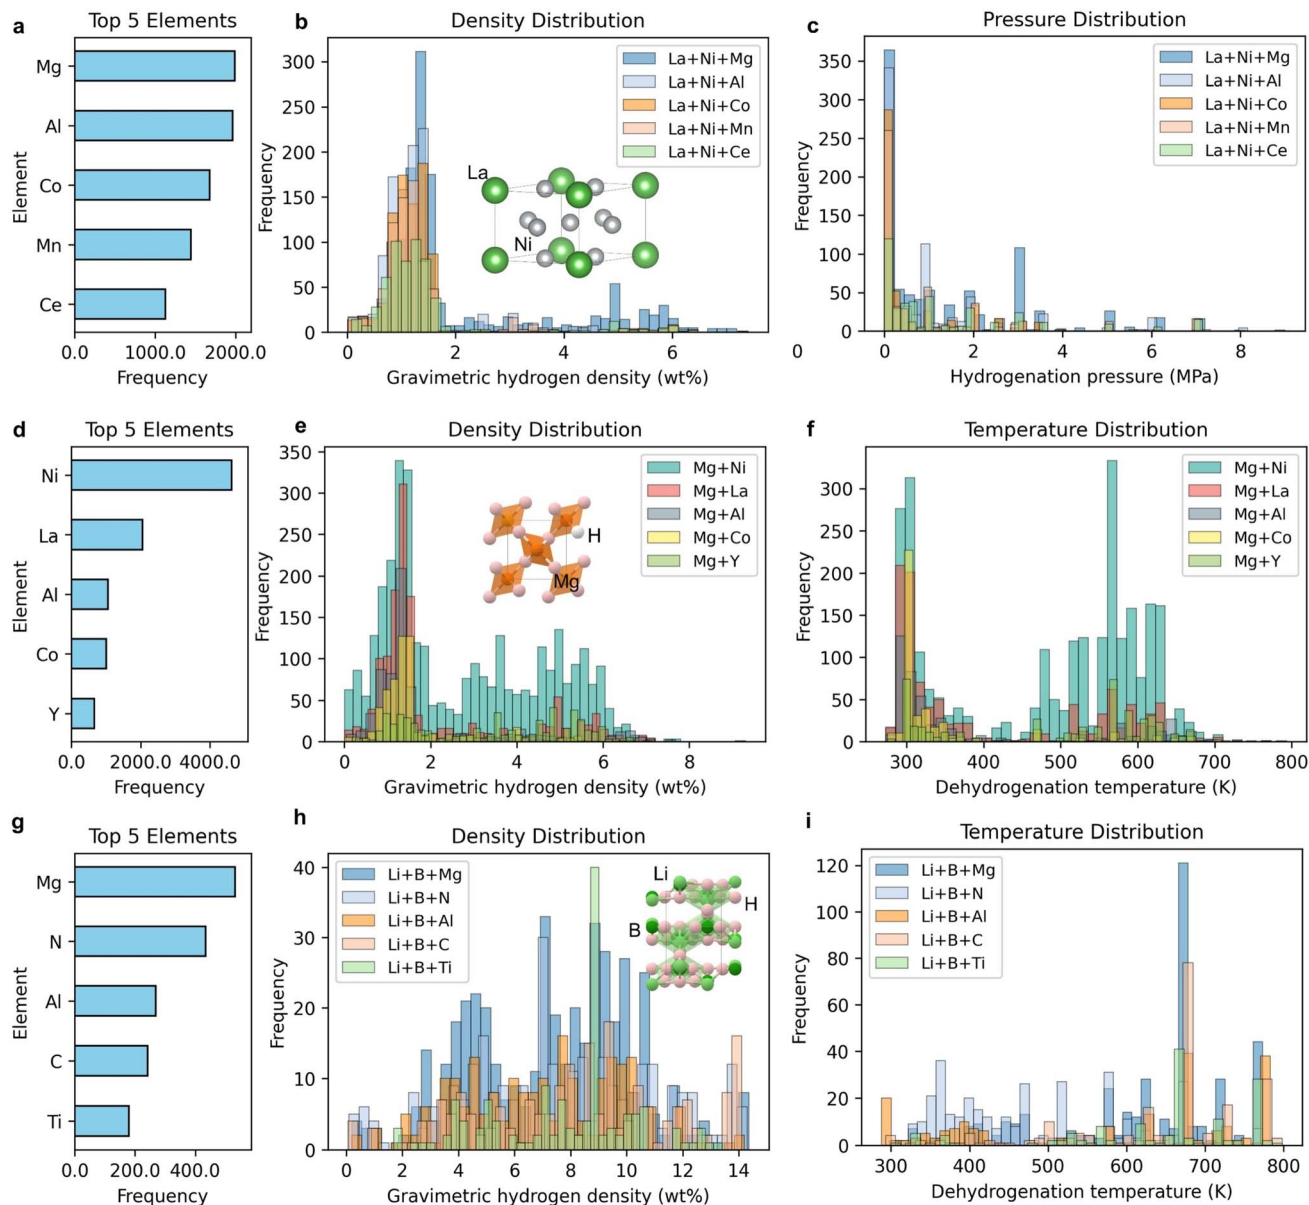 a
Top 5 Elements
Element
Mg
Al
Co
Mn
Ce
0.0 1000.0 2000.0
Frequency
b
Density Distribution
Frequency
300
250
200
150
100
50
0
La+Ni+Mg
La+Ni+Al
La+Ni+Co
La+Ni+Mn
La+Ni+Ce
La
Ni
0 2 4 6
Gravimetric hydrogen density (wt%)
c
Pressure Distribution
Frequency
350
300
250
200
150
100
50
0
La+Ni+Mg
La+Ni+Al
La+Ni+Co
La+Ni+Mn
La+Ni+Ce
0
0 2 4 6 8
Hydrogenation pressure (MPa)
d
Top 5 Elements
Element
Ni
La
Al
Co
Y
0.0 2000.0 4000.0
Frequency
e
Density Distribution
Frequency
350
300
250
200
150
100
50
0
Mg+Ni
Mg+La
Mg+Al
Mg+Co
Mg+Y
H
Mg
0 2 4 6 8
Gravimetric hydrogen density (wt%)
f
Temperature Distribution
Frequency
300
250
200
150
100
50
0
Mg+Ni
Mg+La
Mg+Al
Mg+Co
Mg+Y
300 400 500 600 700 800
Dehydrogenation temperature (K)
g
Top 5 Elements
Element
Mg
N
Al
C
Ti
0.0 200.0 400.0
Frequency
h
Density Distribution
Frequency
40
30
20
10
0
Li+B+Mg
Li+B+N
Li+B+Al
Li+B+C
Li+B+Ti
Li
H
B
0 2 4 6 8 10 12 14
Gravimetric hydrogen density (wt%)
i
Temperature Distribution
Frequency
120
100
80
60
40
20
0
Li+B+Mg
Li+B+N
Li+B+Al
Li+B+C
Li+B+Ti
300 400 500 600 700 800
Dehydrogenation temperature (K)